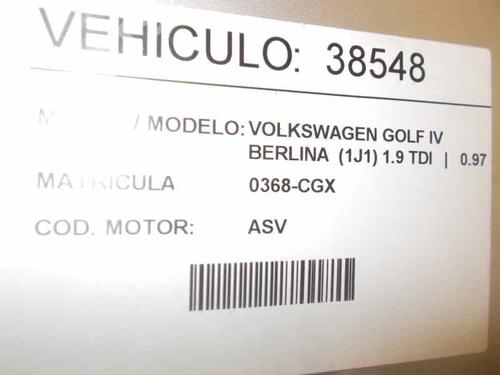 VEHICULO: 38548
/ MODELO: VOLKSWAGEN GOLF IV
BERLINA (1J1) 1.9 TDI | 0.97
MATRICULA 0368-CGX
COD. MOTOR: ASV